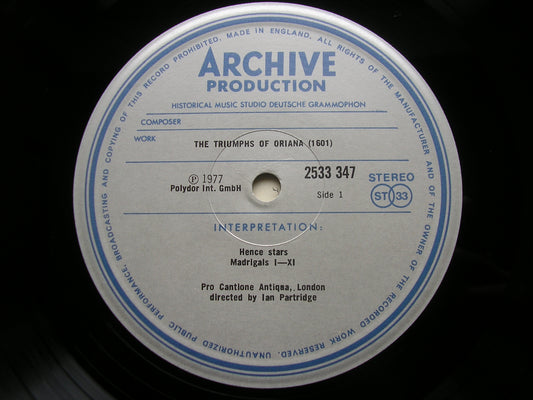 MADE IN ENGLAND. ALL RIGHTS OF THE MANUFACTURER AND OF THE OWNER OF THE RECORDED WORK RESERVED. UNAUTHORIZED PUBLIC PERFORMANCE, BROADCASTING AND COPYING OF THIS RECORD PROHIBITED.
ARCHIVE
PRODUCTION
HISTORICAL MUSIC STUDIO DEUTSCHE GRAMMOPHON
COMPOSER
WORK THE TRIUMPHS OF ORIANA (1601)
Ⓟ 1977 2533 347 STEREO
Polydor Int. GmbH Side 1 ST 33
INTERPRETATION:
Hence stars
Madrigals I—XI
Pro Cantione Antiqua, London
directed by Ian Partridge